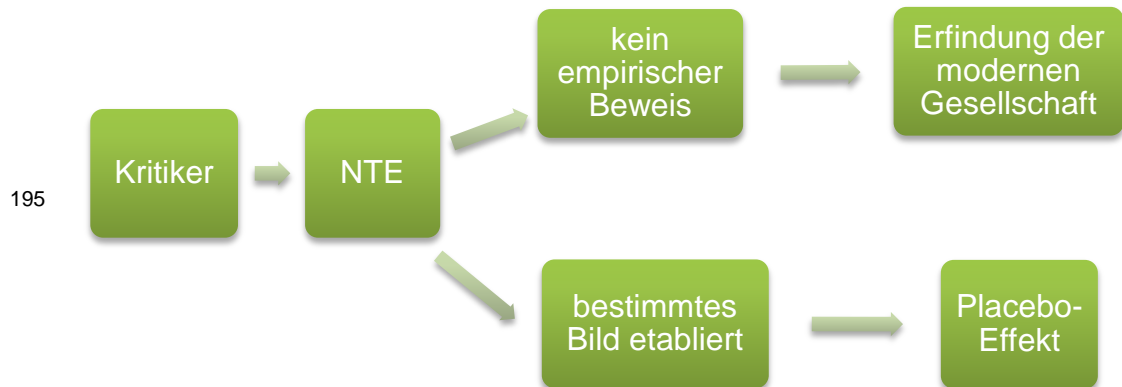 195
Kritiker
NTE
kein
empirischer
Beweis
Erfindung der
modernen
Gesellschaft
bestimmtes
Bild etabliert
Placebo-
Effekt